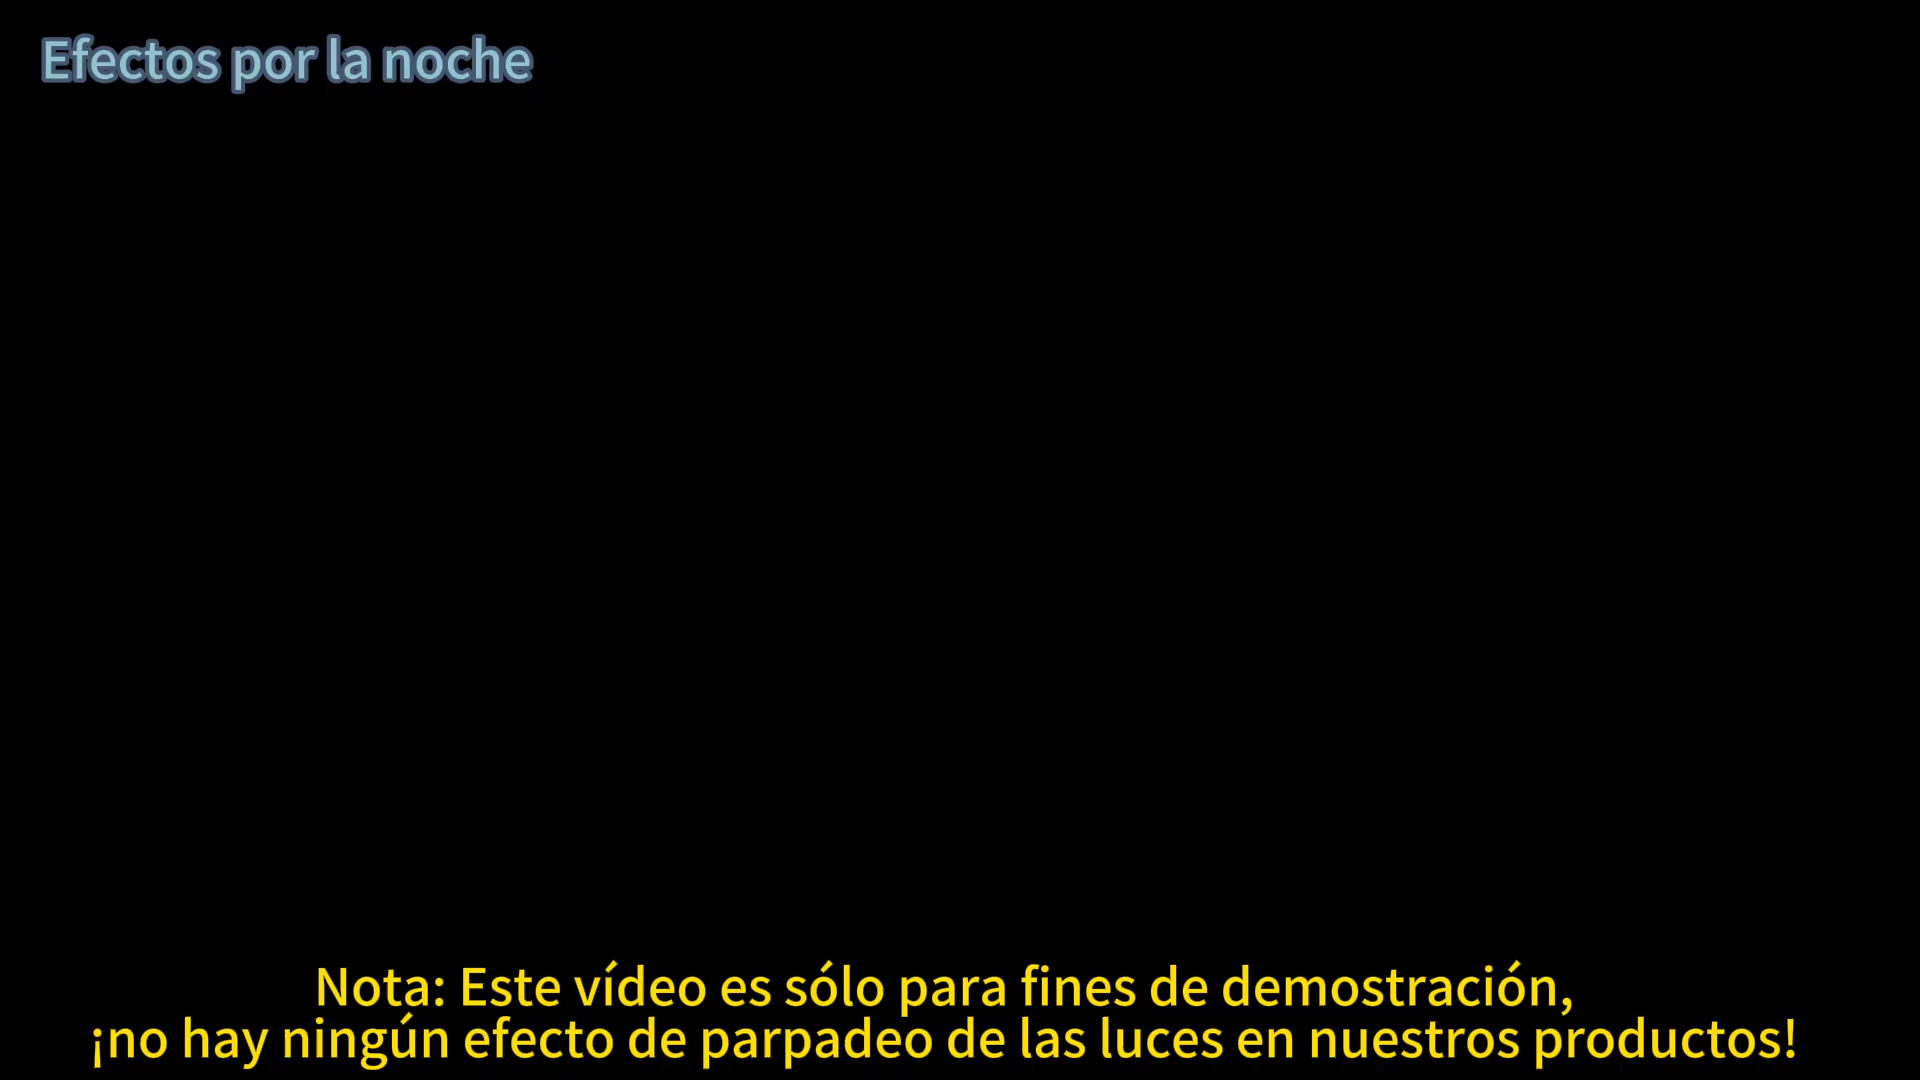 Efectos por la noche
Nota: Este vídeo es sólo para fines de demostración,
¡no hay ningún efecto de parpadeo de las luces en nuestros productos!